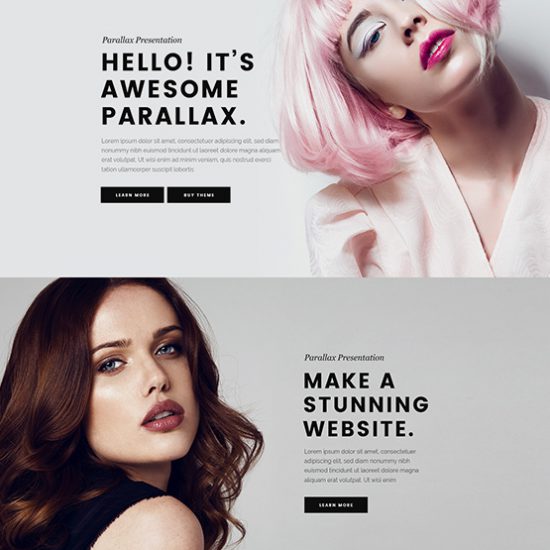 Parallax Presentation
HELLO! IT'S
AWESOME
PARALLAX.
Lorem ipsum dolor sit amet, consectetuer adipiscing elit, sed diam
nonummy nibh euismod tincidunt ut laoreet dolore magna aliquam
erat volutpat. Ut wisi enim ad minim veniam, quis nostrud exerci
tation ullamcorper suscipit lobortis
LEARN MORE
BUY THEME
Parallax Presentation
MAKE A
STUNNING
WEBSITE.
Lorem ipsum dolor sit amet, consectetuer
adipiscing elit, sed diam nonummy nibh
euismod tincidunt ut laoreet dolore magna
aliquam erat volutpat. Ut wisi enim
LEARN MORE